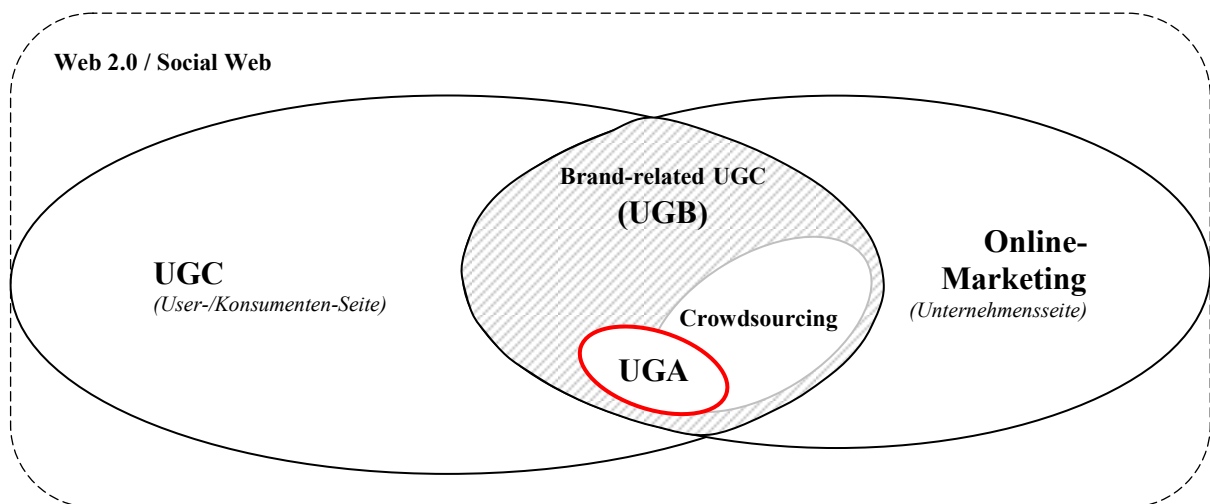 Web 2.0 / Social Web
Brand-related UGC
(UGB)
UGC
(User-/Konsumenten-Seite)
Online-
Marketing
(Unternehmensseite)
Crowdsourcing
UGA